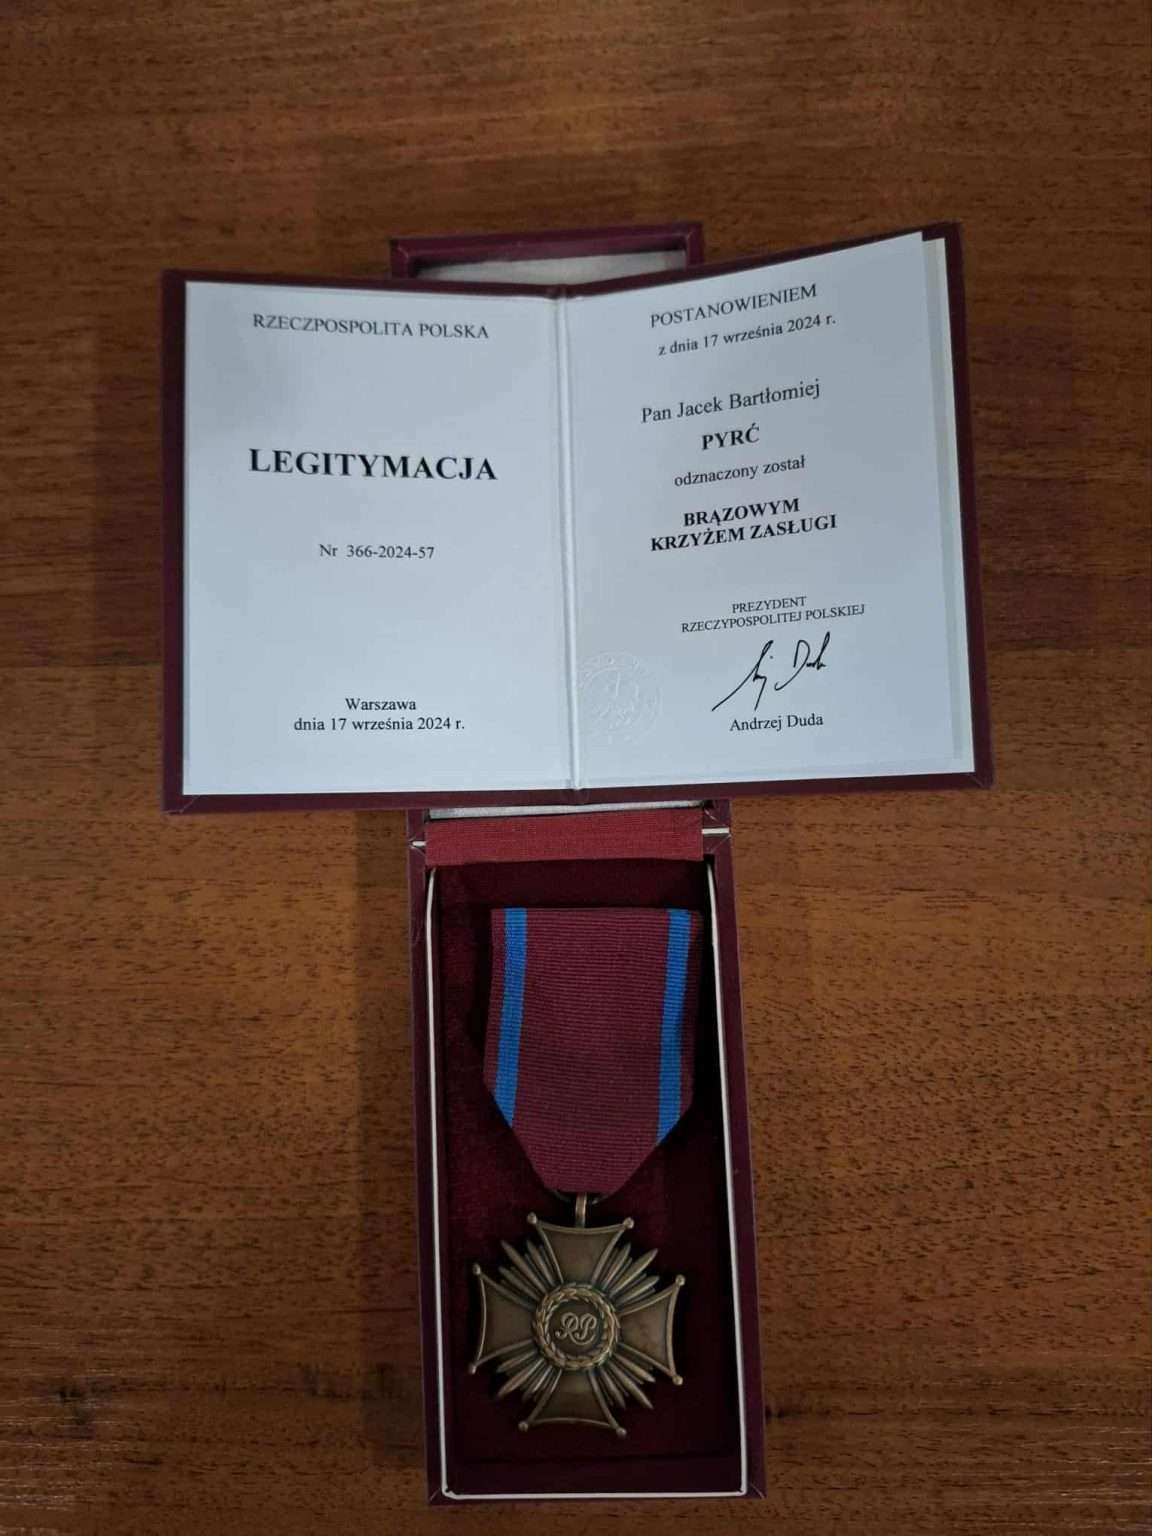 RZECZPOSPOLITA POLSKA
LEGITYMACJA
Nr 366-2024-57
Warszawa
dnia 17 września 2024 r.
POSTANOWIENIEM
z dnia 17 września 2024 r.
Pan Jacek Bartłomiej
PYRĆ
odznaczony został
BRĄZOWYM
KRZYŻEM ZASŁUGI
PREZYDENT
RZECZYPOSPOLITEJ POLSKIEJ
Andrzej Duda
RP